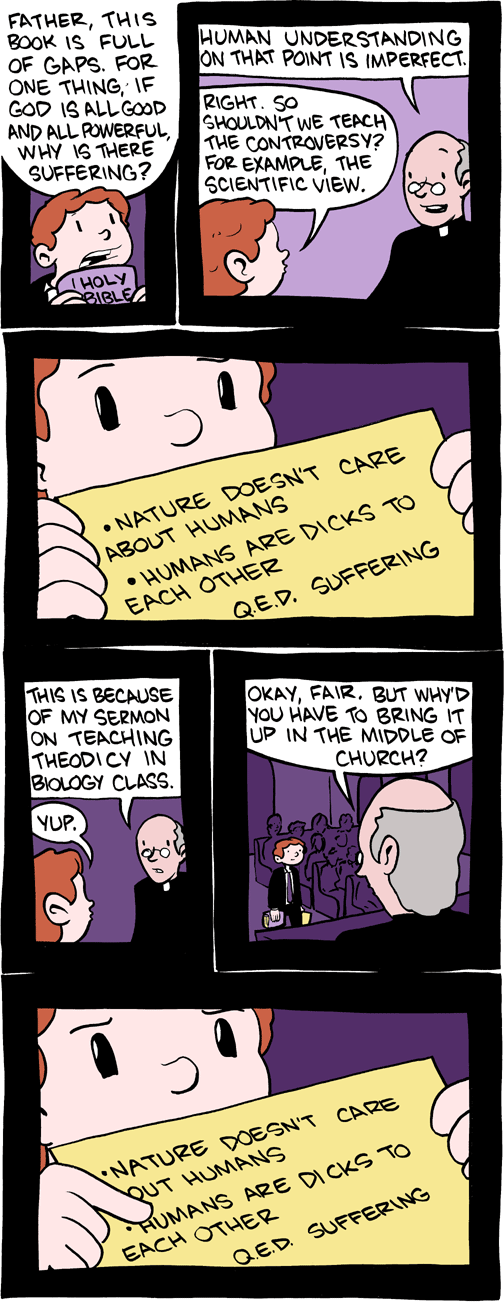 FATHER, THIS
BOOK IS FULL
OF GAPS. FOR
ONE THING, IF
GOD IS ALL GOOD
AND ALL POWERFUL,
WHY IS THERE
SUFFERING?
HOLY
BIBLE
HUMAN UNDERSTANDING
ON THAT POINT IS IMPERFECT.
RIGHT. SO
SHOULDN'T WE TEACH
THE CONTROVERSY?
FOR EXAMPLE, THE
SCIENTIFIC VIEW.
• NATURE DOESN'T CARE
ABOUT HUMANS
• HUMANS ARE DICKS TO
EACH OTHER
Q.E.D. SUFFERING
THIS IS BECAUSE
OF MY SERMON
ON TEACHING
THEODICY IN
BIOLOGY CLASS.
YUP.
OKAY, FAIR. BUT WHY'D
YOU HAVE TO BRING IT
UP IN THE MIDDLE OF
CHURCH?
• NATURE DOESN'T CARE
OUT HUMANS
• HUMANS ARE DICKS TO
EACH OTHER
Q.E.D. SUFFERING